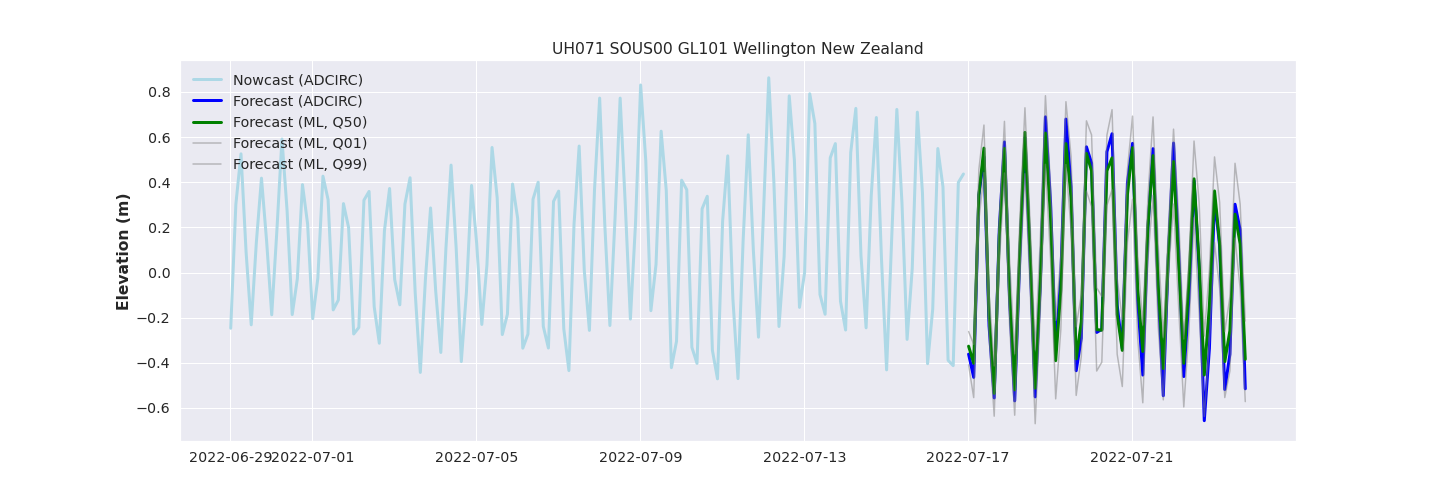 UH071 SOUS00 GL101 Wellington New Zealand
Nowcast (ADCIRC)
Forecast (ADCIRC)
Forecast (ML, Q50)
Forecast (ML, Q01)
Forecast (ML, Q99)
Elevation (m)
0.8
0.6
0.4
0.2
0.0
−0.2
−0.4
−0.6
2022-06-29 2022-07-01 2022-07-05 2022-07-09 2022-07-13 2022-07-17 2022-07-21